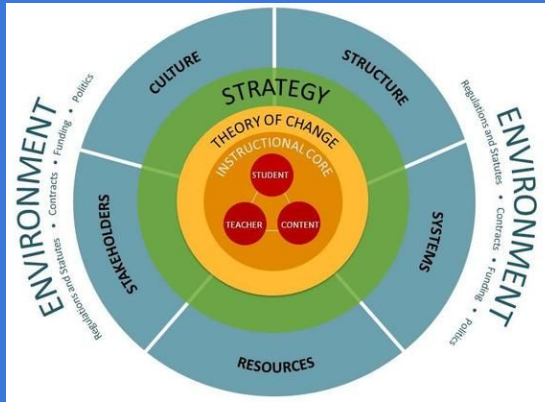 CULTURE
STRUCTURE
STRATEGY
THEORY OF CHANGE
INSTRUCTIONAL CORE
STUDENT
TEACHER
CONTENT
STAKEHOLDERS
SYSTEMS
RESOURCES
ENVIRONMENT
Regulations and Statutes • Contracts • Funding • Politics
ENVIRONMENT
Regulations and Statutes • Contracts • Funding • Politics